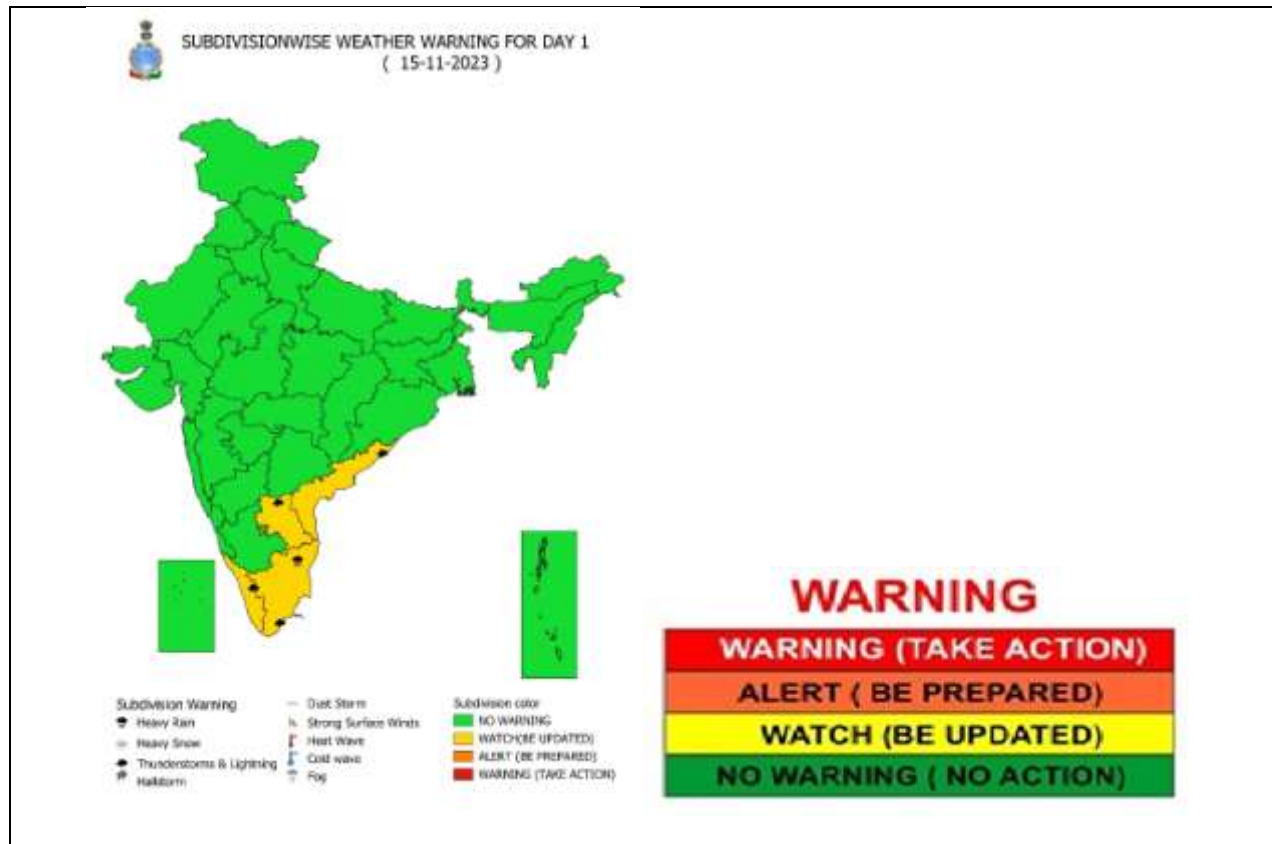 SUBDIVISIONWISE WEATHER WARNING FOR DAY 1
( 15-11-2023 )
Subdivision Warning
Heavy Rain
Heavy Snow
Thunderstorms & Lightning
Hailstorm
Dust Storm
Strong Surface Winds
Heat Wave
Cold wave
Fog
Subdivision color
NO WARNING
WATCH(BE UPDATED)
ALERT (BE PREPARED)
WARNING (TAKE ACTION)
WARNING
WARNING (TAKE ACTION)
ALERT ( BE PREPARED)
WATCH (BE UPDATED)
NO WARNING ( NO ACTION)